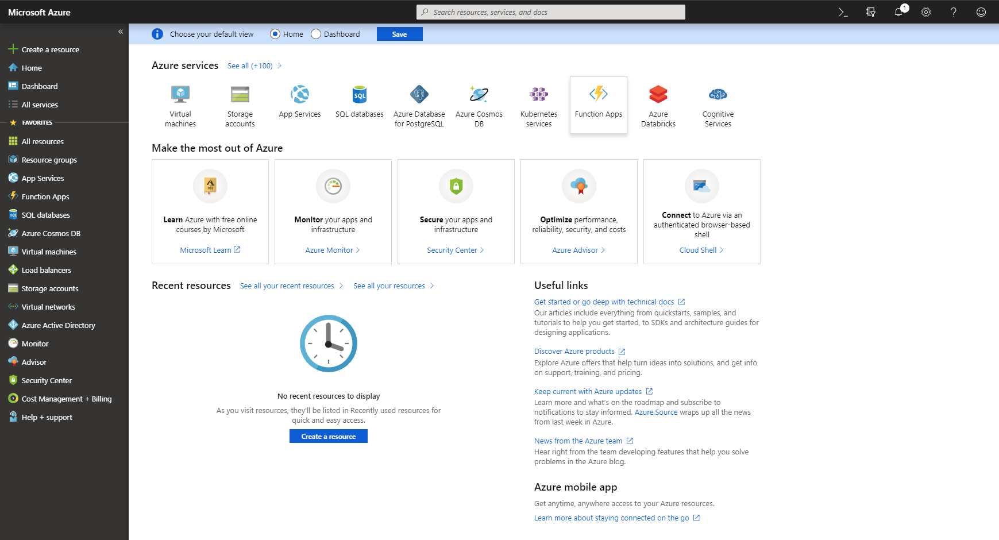 Microsoft Azure
Search resources, services, and docs
1
Create a resource
Home
Dashboard
All services
FAVORITES
All resources
Resource groups
App Services
Function Apps
SQL databases
Azure Cosmos DB
Virtual machines
Load balancers
Storage accounts
Virtual networks
Azure Active Directory
Monitor
Advisor
Security Center
Cost Management + Billing
Help + support
Choose your default view
Home
Dashboard
Save
Azure services
See all (+100)
Virtual
machines
Storage
accounts
App Services
SQL
SQL databases
Azure Database
for PostgreSQL
Azure Cosmos
DB
Kubernetes
services
Function Apps
Azure
Databricks
Cognitive
Services
Make the most out of Azure
101
Learn Azure with free online
courses by Microsoft
Microsoft Learn
Monitor your apps and
infrastructure
Azure Monitor
Secure your apps and
infrastructure
Security Center
Optimize performance,
reliability, security, and costs
Azure Advisor
Connect to Azure via an
authenticated browser-based
shell
Cloud Shell
Recent resources
See all your recent resources
See all your resources
No recent resources to display
As you visit resources, they'll be listed in Recently used resources for
quick and easy access.
Create a resource
Useful links
Get started or go deep with technical docs
Our articles include everything from quickstarts, samples, and
tutorials to help you get started, to SDKs and architecture guides for
designing applications.
Discover Azure products
Explore Azure offers that help turn ideas into solutions, and get info
on support, training, and pricing.
Keep current with Azure updates
Learn more and what's on the roadmap and subscribe to
notifications to stay informed. Azure.Source wraps up all the news
from last week in Azure.
News from the Azure team
Hear right from the team developing features that help you solve
problems in the Azure blog.
Azure mobile app
Get anytime, anywhere access to your Azure resources.
Learn more about staying connected on the go